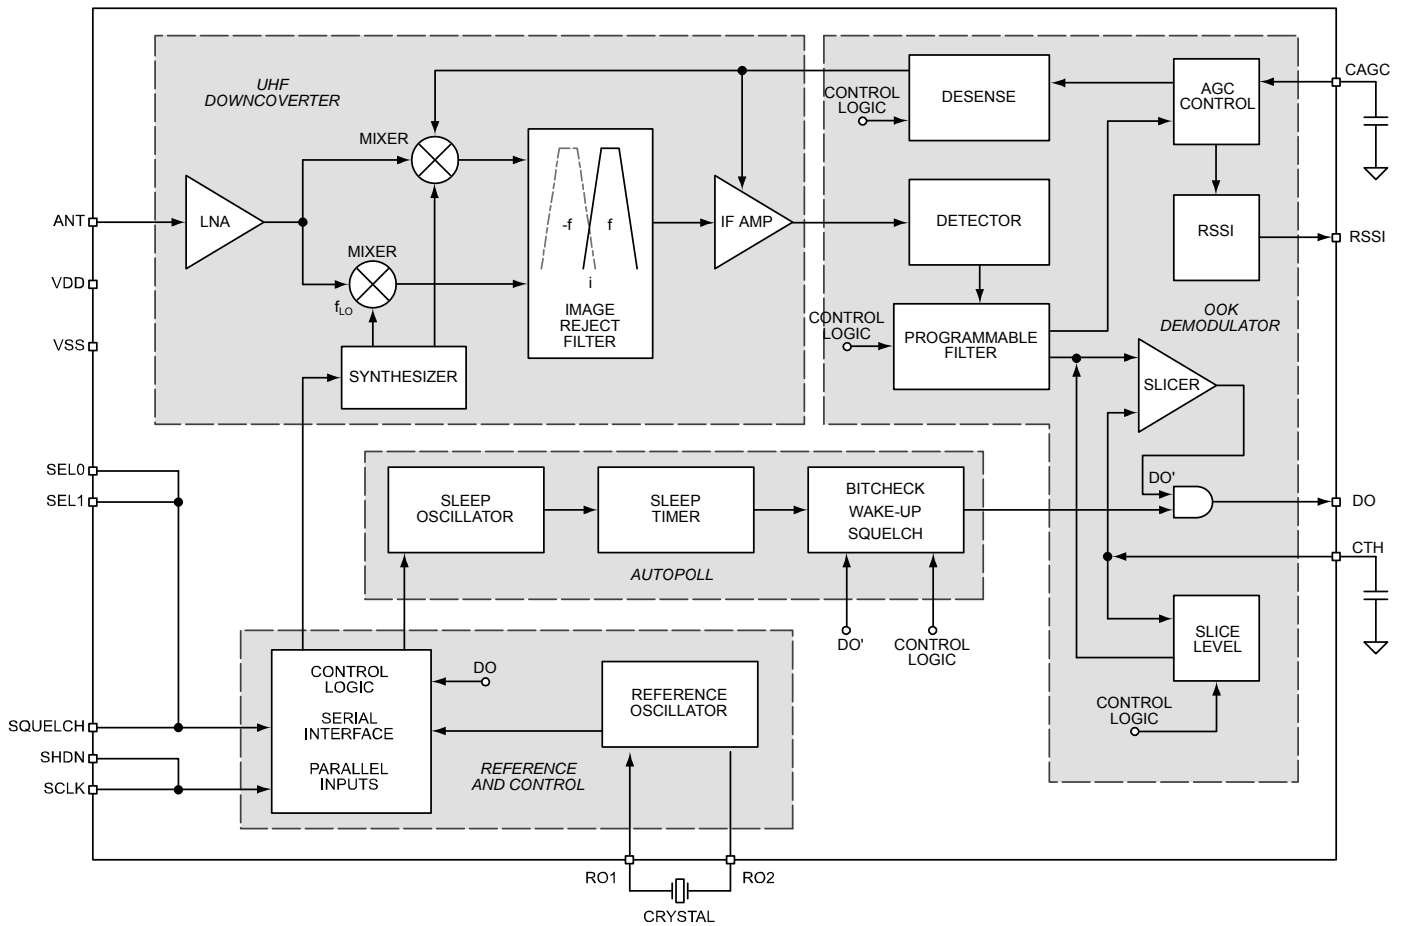 UHF
DOWNCOVERTER
MIXER
LNA
MIXER
fLO
SYNTHESIZER
-f
f
i
IMAGE
REJECT
FILTER
IF AMP
CONTROL
LOGIC
DESENSE
AGC
CONTROL
DETECTOR
RSSI
CONTROL
LOGIC
PROGRAMMABLE
FILTER
OOK
DEMODULATOR
SLICER
DO'
SLICE
LEVEL
CONTROL
LOGIC
CAGC
RSSI
DO
CTH
ANT
VDD
VSS
SEL0
SEL1
SQUELCH
SHDN
SCLK
SLEEP
OSCILLATOR
SLEEP
TIMER
BITCHECK
WAKE-UP
SQUELCH
AUTOPOLL
DO'
CONTROL
LOGIC
CONTROL
LOGIC
SERIAL
INTERFACE
PARALLEL
INPUTS
DO
REFERENCE
OSCILLATOR
REFERENCE
AND CONTROL
RO1
RO2
CRYSTAL